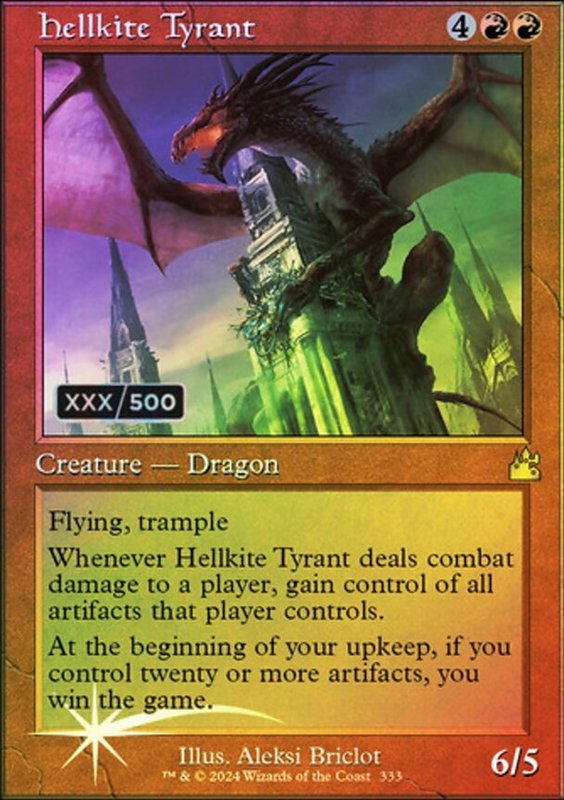 Hellkite Tyrant 4
XXX/500
Creature — Dragon
Flying, trample
Whenever Hellkite Tyrant deals combat
damage to a player, gain control of all
artifacts that player controls.
At the beginning of your upkeep, if you
control twenty or more artifacts, you
win the game.
Illus. Aleksi Briclot
™ & © 2024 Wizards of the Coast 333
6/5